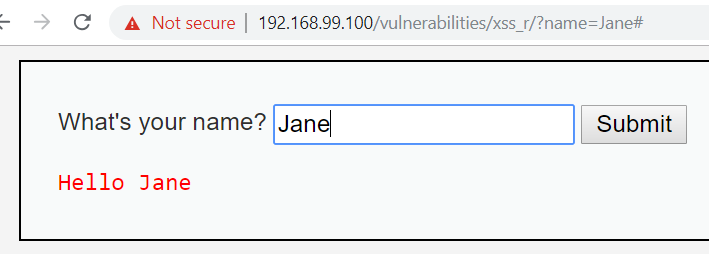 Not secure | 192.168.99.100/vulnerabilities/xss_r/?name=Jane#
What's your name? Jane Submit
Hello Jane